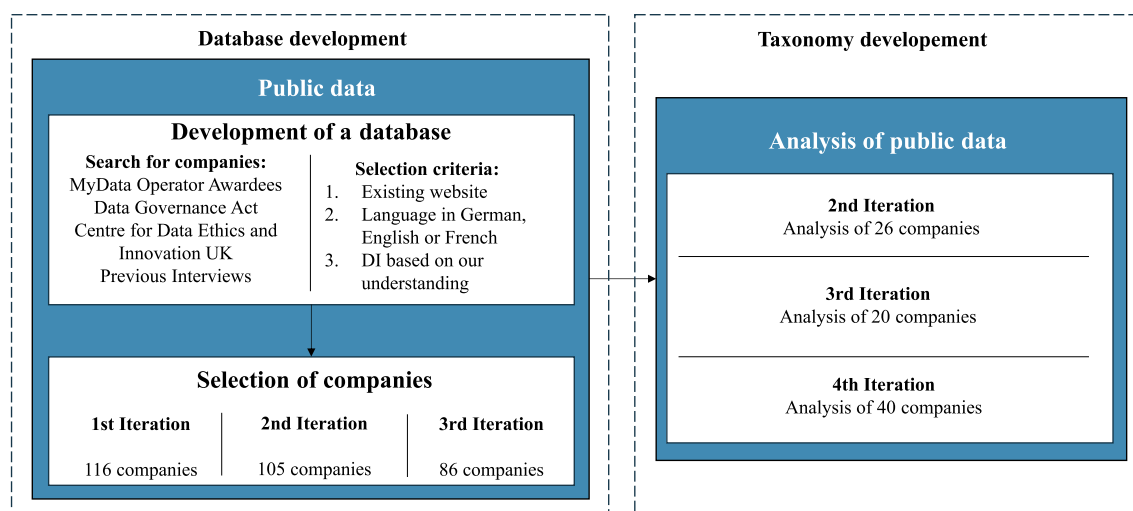 Database development
Public data
Development of a database
Search for companies:
MyData Operator Awardees
Data Governance Act
Centre for Data Ethics and
Innovation UK
Previous Interviews
Selection criteria:
1. Existing website
2. Language in German,
English or French
3. DI based on our
understanding
Selection of companies
1st Iteration
116 companies
2nd Iteration
105 companies
3rd Iteration
86 companies
Taxonomy developement
Analysis of public data
2nd Iteration
Analysis of 26 companies
3rd Iteration
Analysis of 20 companies
4th Iteration
Analysis of 40 companies